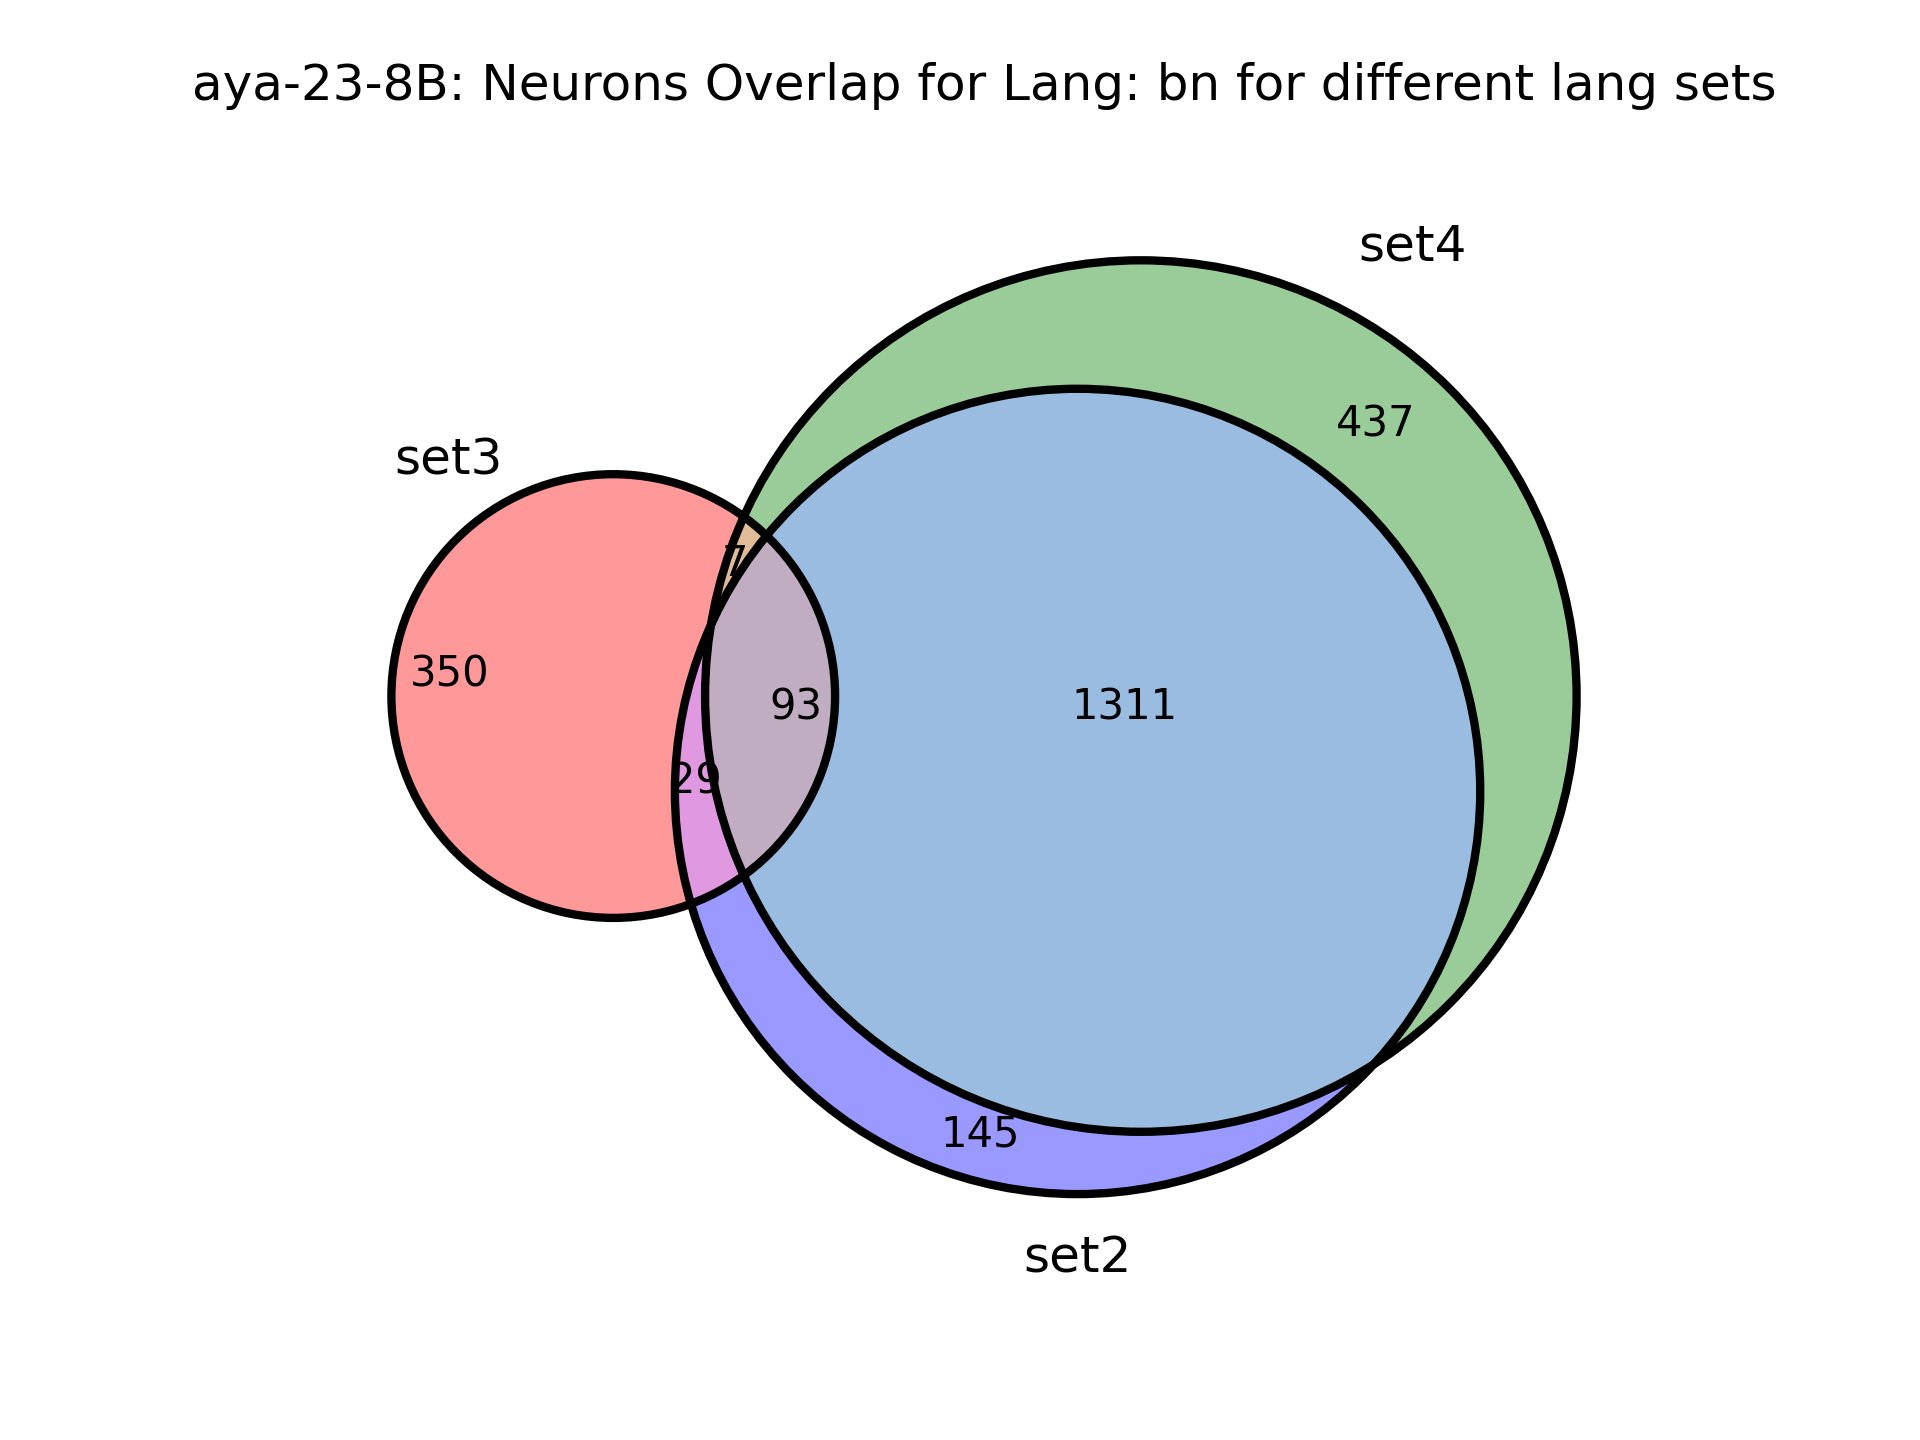 aya-23-8B: Neurons Overlap for Lang: bn for different lang sets
set4
437
set3
7
350
93
1311
29
145
set2